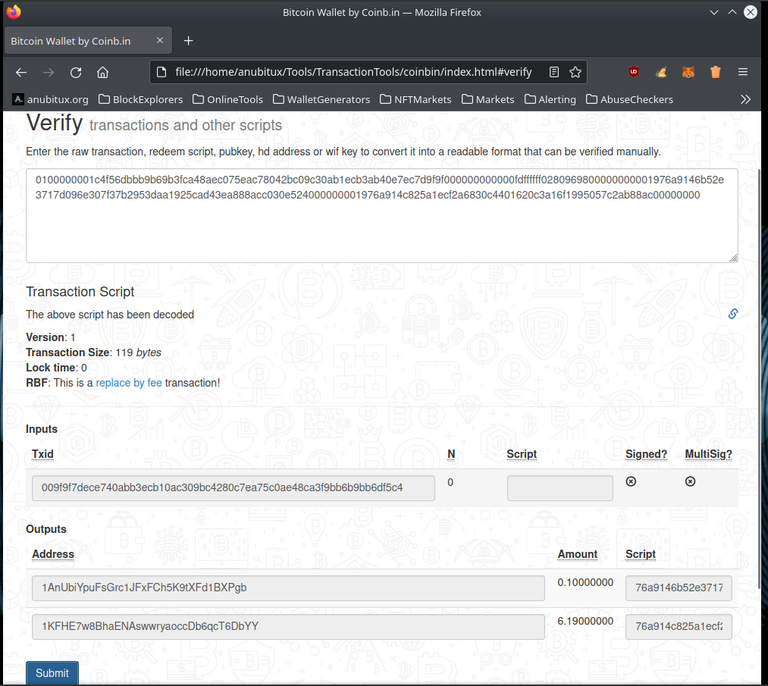 Bitcoin Wallet by Coinb.in — Mozilla Firefox
Bitcoin Wallet by Coinb.in
file:///home/anubitux/Tools/TransactionTools/coinbin/index.html#verify
anubitux.org BlockExplorers OnlineTools WalletGenerators NFTMarkets Markets Alerting AbuseCheckers
Verify transactions and other scripts
Enter the raw transaction, redeem script, pubkey, hd address or wif key to convert it into a readable format that can be verified manually.
0100000001c4f56dbbb9b69b3fca48aec075eac78042bc09c30ab1ecb3ab40e7ec7d9f9f000000000000fdffffff0280969800000000001976a9146b52e
3717d096e307f37b2953daa1925cad43ea888acc030e524000000001976a914c825a1ecf2a6830c4401620c3a16f1995057c2ab88ac00000000
Transaction Script
The above script has been decoded
Version: 1
Transaction Size: 119 bytes
Lock time: 0
RBF: This is a replace by fee transaction!
Inputs
Txid N Script Signed? MultiSig?
009f9f7dece740abb3ecb10ac309bc4280c7ea75c0ae48ca3f9bb6b9bb6df5c4 0
Outputs
Address Amount Script
1AnUbiYpuFsGrc1JFxFCh5K9tXFd1BXPgb 0.10000000 76a9146b52e3717
1KFHE7w8BhaENAswwryaoccDb6qcT6DbYY 6.19000000 76a914c825a1ecf2
Submit